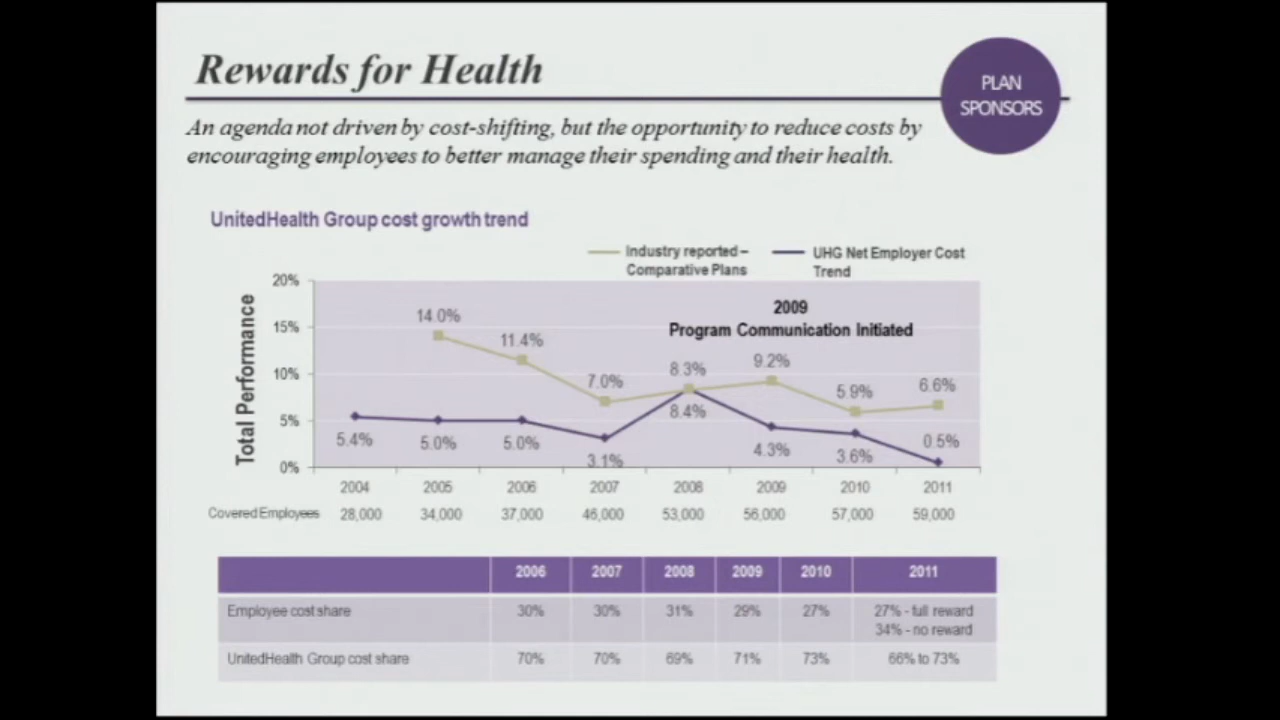 Rewards for Health
PLAN
SPONSORS
An agenda not driven by cost-shifting, but the opportunity to reduce costs by
encouraging employees to better manage their spending and their health.
UnitedHealth Group cost growth trend
Industry reported – Comparative Plans
UHG Net Employer Cost Trend
Total Performance
20%
15%
10%
5%
0%
2009
Program Communication Initiated
14.0% 11.4% 7.0% 8.3% 9.2% 5.9% 6.6%
5.4% 5.0% 5.0% 3.1% 8.4% 4.3% 3.6% 0.5%
2004 2005 2006 2007 2008 2009 2010 2011
Covered Employees 28,000 34,000 37,000 46,000 53,000 56,000 57,000 59,000
2006 2007 2008 2009 2010 2011
Employee cost share 30% 30% 31% 29% 27% 27% - full reward
34% - no reward
UnitedHealth Group cost share 70% 70% 69% 71% 73% 66% to 73%